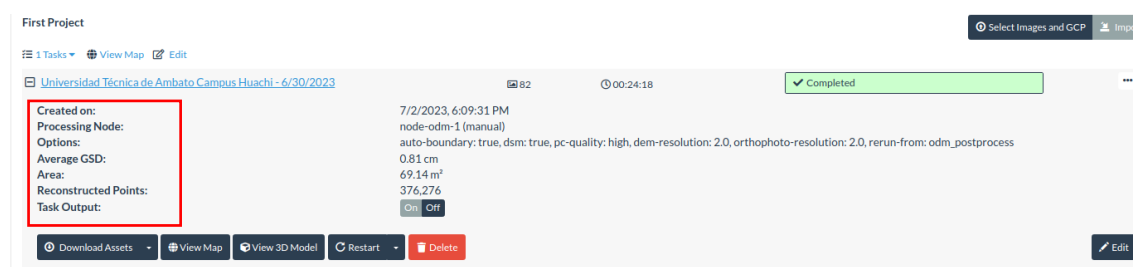 First Project
Select Images and GCP
1 Tasks View Map Edit
Universidad Técnica de Ambato Campus Huachi - 6/30/2023 82 00:24:18 Completed
Created on: 7/2/2023, 6:09:31 PM
Processing Node: node-odm-1 (manual)
Options: auto-boundary: true, dsm: true, pc-quality: high, dem-resolution: 2.0, orthophoto-resolution: 2.0, rerun-from: odm_postprocess
Average GSD: 0.81 cm
Area: 69.14 m²
Reconstructed Points: 376,276
Task Output: On Off
Download Assets View Map View 3D Model Restart Delete Edit